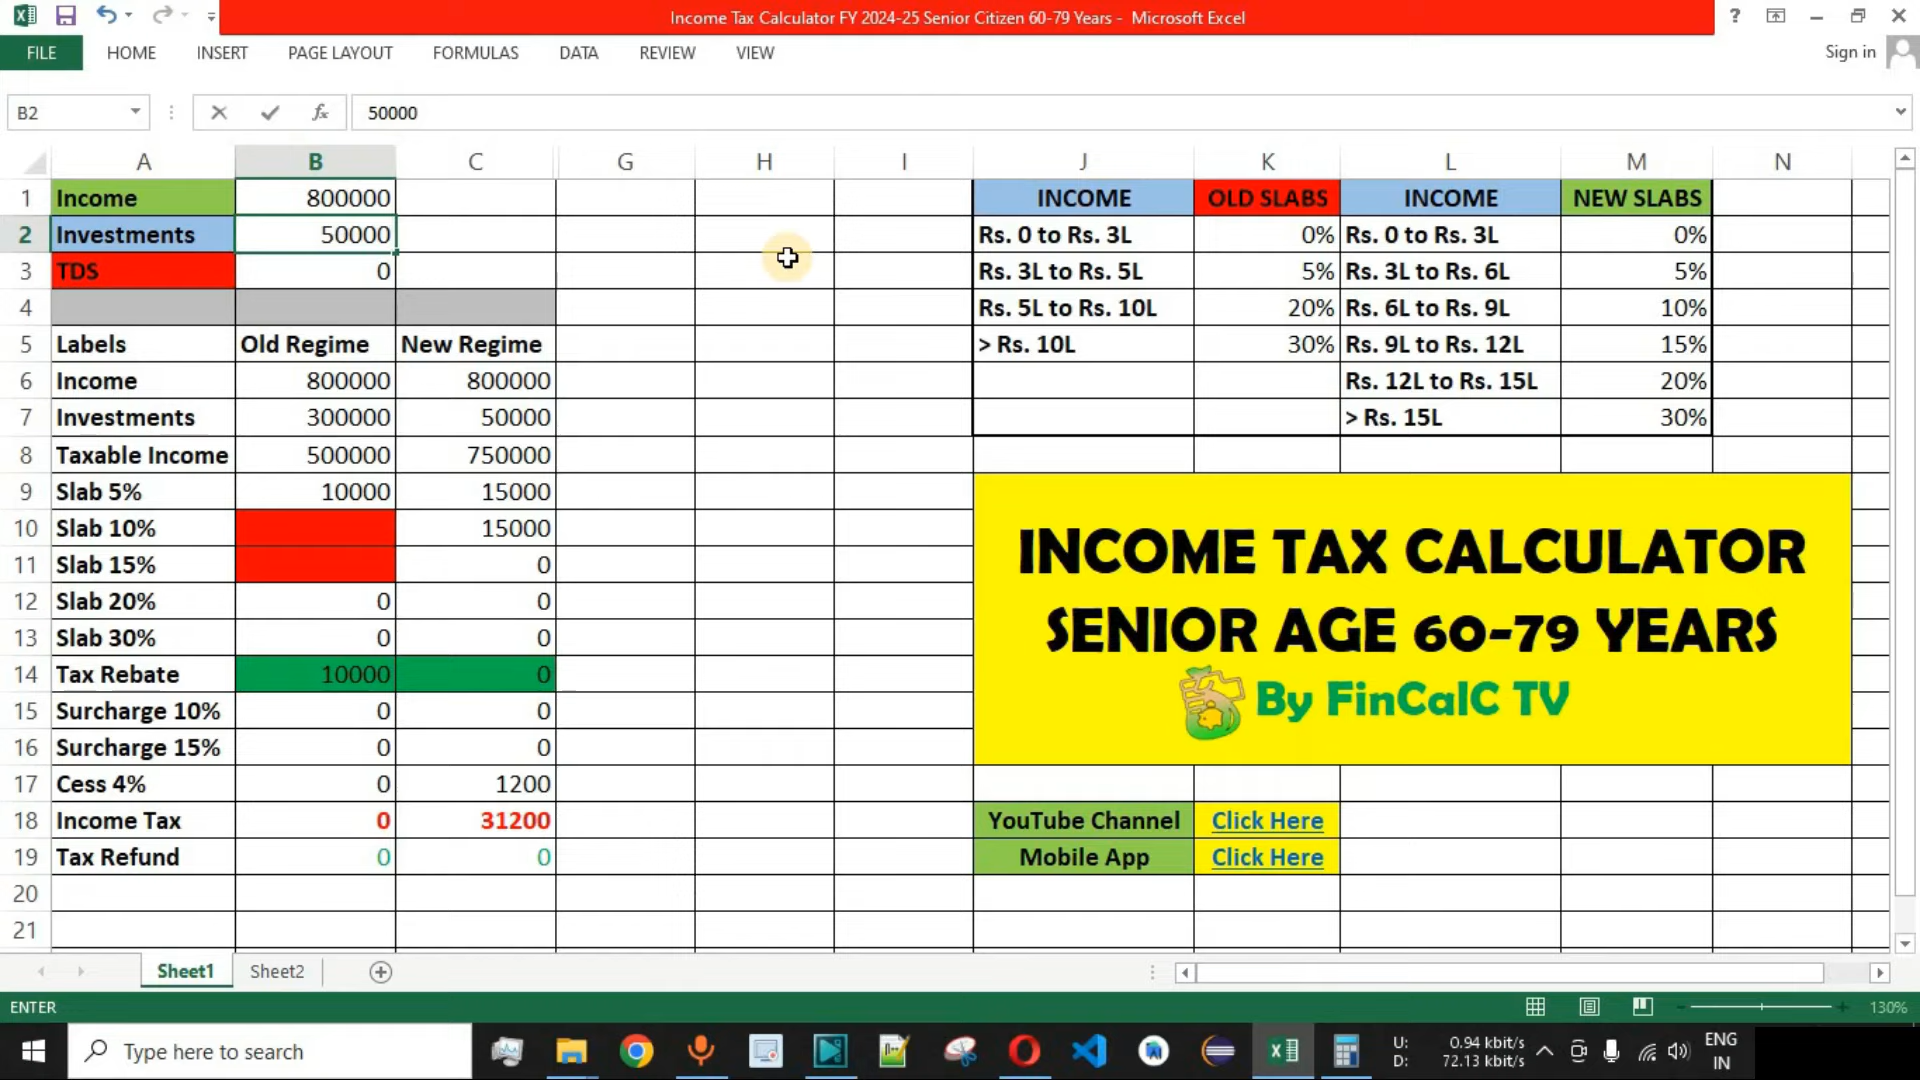 Income Tax Calculator FY 2024-25 Senior Citizen 60-79 Years - Microsoft Excel
?
FILE HOME INSERT PAGE LAYOUT FORMULAS DATA REVIEW VIEW Sign in
B2 fx 50000
A B C G H I J K L M N
1 Income 800000 INCOME OLD SLABS INCOME NEW SLABS
2 Investments 50000 Rs. 0 to Rs. 3L 0% Rs. 0 to Rs. 3L 0%
3 TDS 0 Rs. 3L to Rs. 5L 5% Rs. 3L to Rs. 6L 5%
4 Rs. 5L to Rs. 10L 20% Rs. 6L to Rs. 9L 10%
5 Labels Old Regime New Regime > Rs. 10L 30% Rs. 9L to Rs. 12L 15%
6 Income 800000 800000 Rs. 12L to Rs. 15L 20%
7 Investments 300000 50000 > Rs. 15L 30%
8 Taxable Income 500000 750000
9 Slab 5% 10000 15000
10 Slab 10% 15000
11 Slab 15% 0
12 Slab 20% 0 0
13 Slab 30% 0 0
14 Tax Rebate 10000 0
15 Surcharge 10% 0 0
16 Surcharge 15% 0 0
17 Cess 4% 0 1200
18 Income Tax 0 31200
19 Tax Refund 0 0
20
21
INCOME TAX CALCULATOR
SENIOR AGE 60-79 YEARS
By FinCalC TV
YouTube Channel Click Here
Mobile App Click Here
Sheet1 Sheet2
ENTER 130%
Type here to search
U: 0.94 kbit/s
D: 72.13 kbit/s
ENG
IN